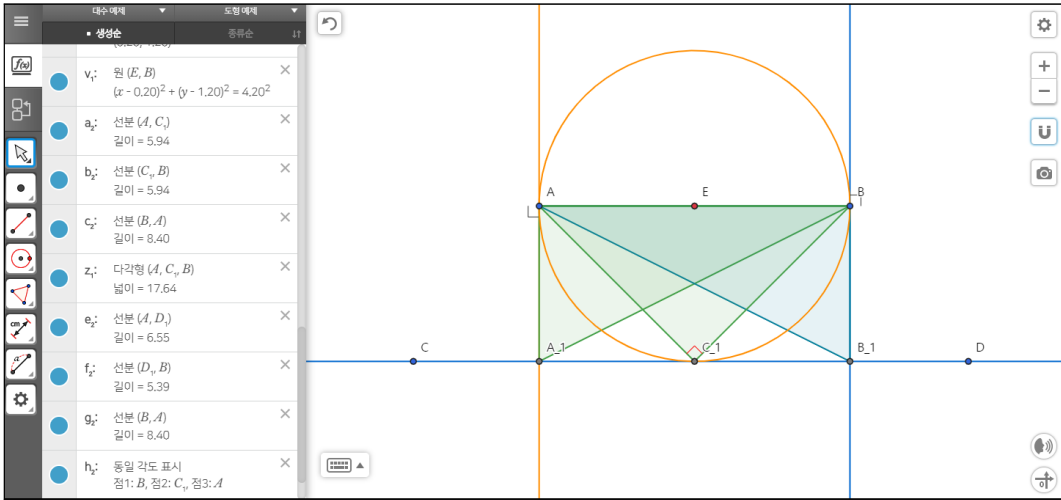 대수 예제 ▼ 도형 예제 ▼
▪ 생성순 종류순
f(x)
v₁: 원 (E, B)
(x - 0.20)² + (y - 1.20)² = 4.20²
a₂: 선분 (A, C₁)
길이 = 5.94
b₂: 선분 (C₁, B)
길이 = 5.94
c₂: 선분 (B, A)
길이 = 8.40
z₁: 다각형 (A, C₁, B)
넓이 = 17.64
e₂: 선분 (A, D₁)
길이 = 6.55
f₂: 선분 (D₁, B)
길이 = 5.39
g₂: 선분 (B, A)
길이 = 8.40
h₂: 동일 각도 표시
점1: B, 점2: C₁, 점3: A
cm
A E B
C A_1 C_1 B_1 D